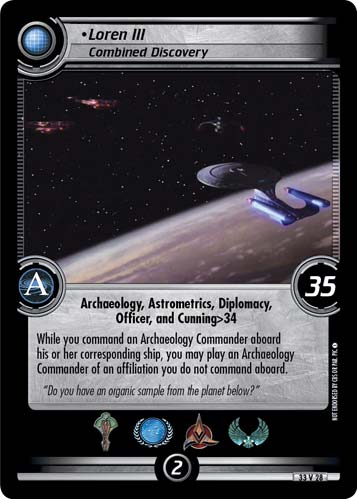 •Loren III
Combined Discovery
A
35
Archaeology, Astrometrics, Diplomacy,
Officer, and Cunning>34
While you command an Archaeology Commander aboard
his or her corresponding ship, you may play an Archaeology
Commander of an affiliation you do not command aboard.
"Do you have an organic sample from the planet below?"
NOT ENDORSED BY CBS OR PAR. PIC
2
33 V 28